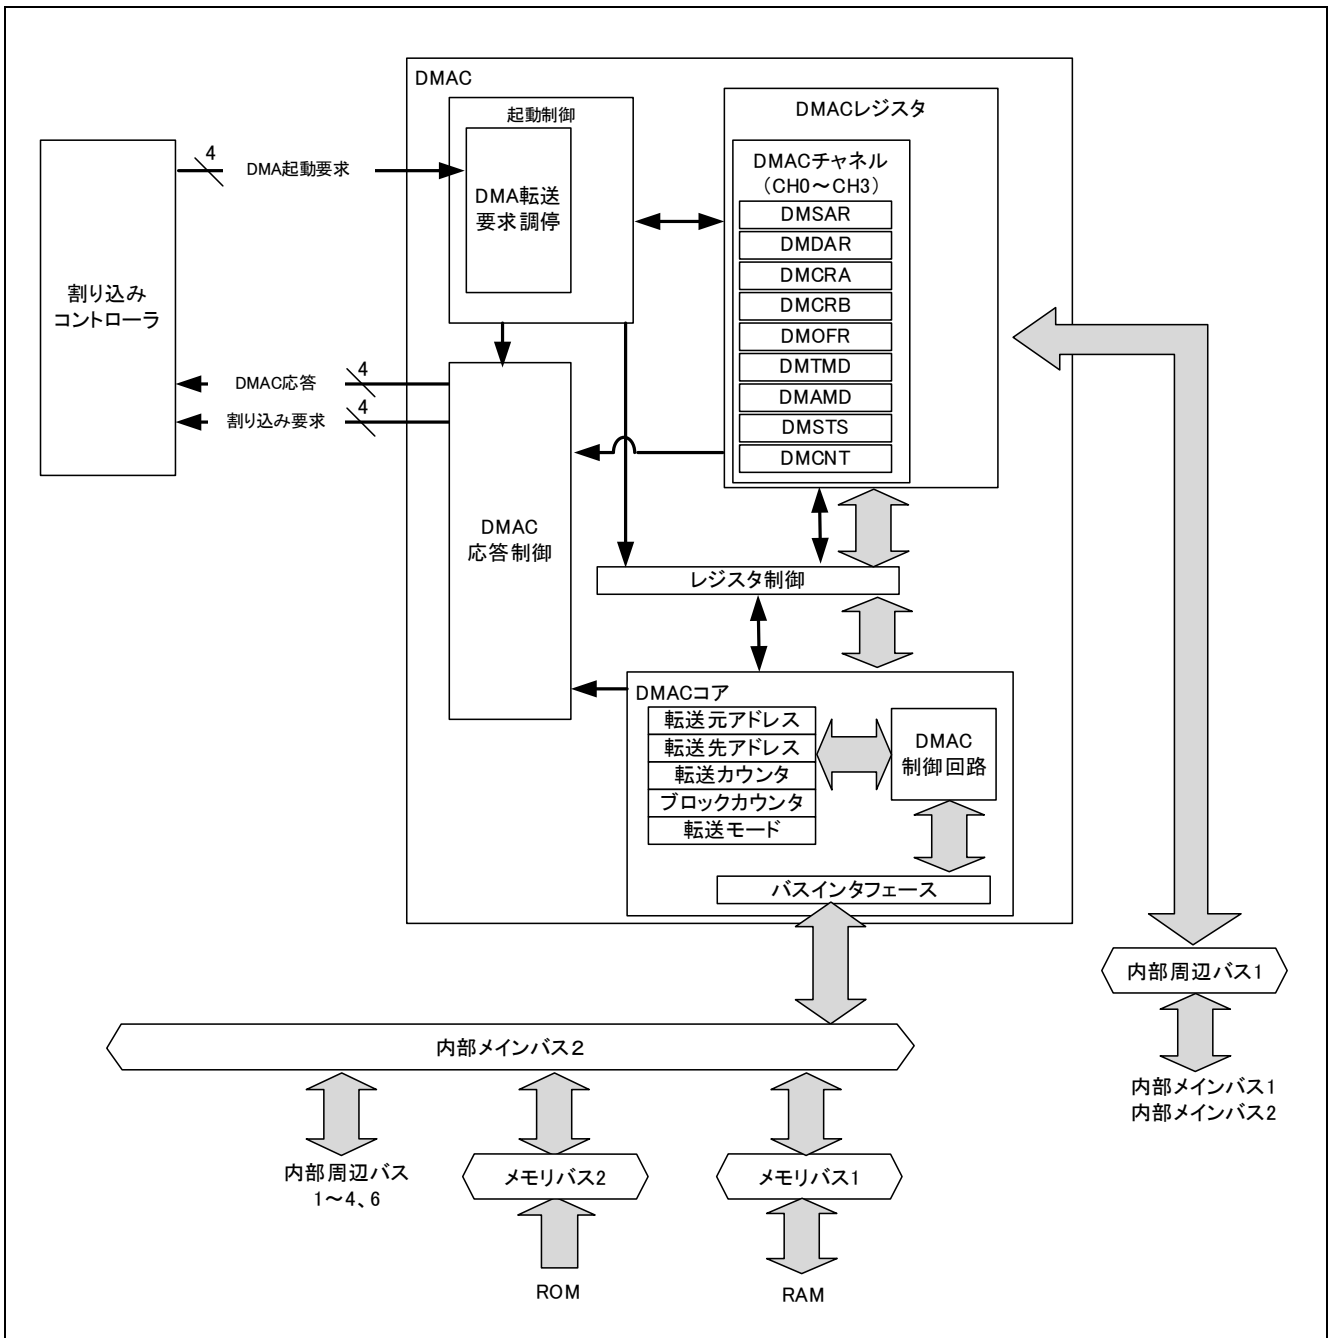 DMAC
起動制御
DMACレジスタ
4
DMA起動要求
DMA転送
要求調停
DMACチャネル
（CH0～CH3）
DMSAR
DMDAR
DMCRA
DMCRB
DMOFR
DMTMD
DMAMD
DMSTS
DMCNT
割り込み
コントローラ
DMAC応答
4
割り込み要求
4
DMAC
応答制御
レジスタ制御
DMACコア
転送元アドレス
転送先アドレス
転送カウンタ
ブロックカウンタ
転送モード
DMAC
制御回路
バスインタフェース
内部周辺バス1
内部メインバス1
内部メインバス2
内部メインバス２
内部周辺バス
1～4、6
メモリバス2
メモリバス1
ROM
RAM